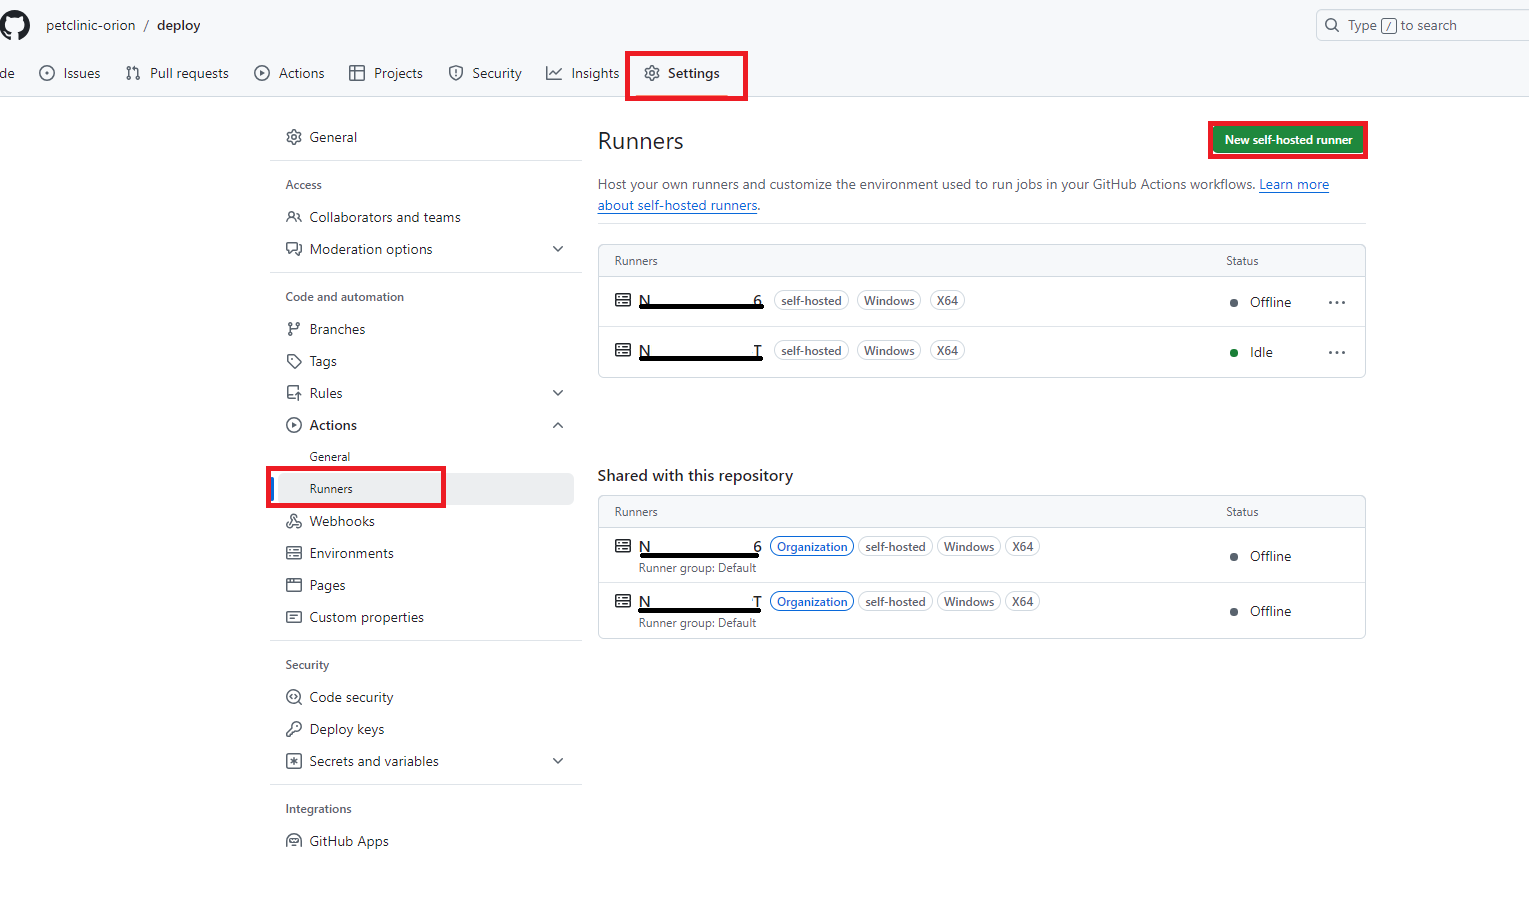 petclinic-orion / deploy
Type / to search
de Issues Pull requests Actions Projects Security Insights Settings
General
Access
Collaborators and teams
Moderation options
Code and automation
Branches
Tags
Rules
Actions
General
Runners
Webhooks
Environments
Pages
Custom properties
Security
Code security
Deploy keys
Secrets and variables
Integrations
GitHub Apps
Runners
New self-hosted runner
Host your own runners and customize the environment used to run jobs in your GitHub Actions workflows. Learn more
about self-hosted runners.
Runners Status
N 6 self-hosted Windows X64 Offline
N T self-hosted Windows X64 Idle
Shared with this repository
Runners Status
N 6 Organization self-hosted Windows X64 Offline
Runner group: Default
N T Organization self-hosted Windows X64 Offline
Runner group: Default